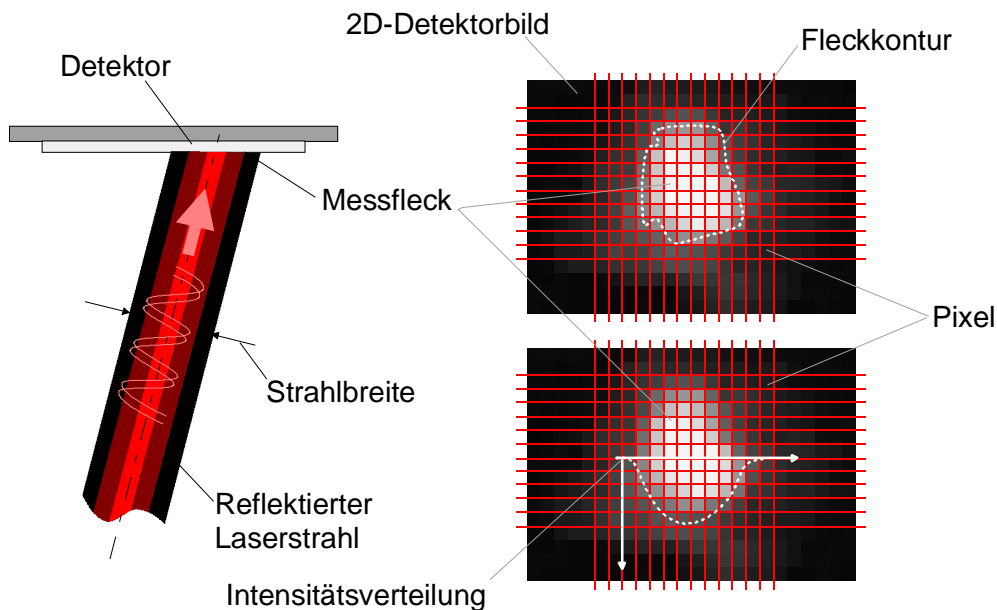 2D-Detektorbild
Fleckkontur
Detektor
Messfleck
Pixel
Strahlbreite
Reflektierter
Laserstrahl
Intensitätsverteilung